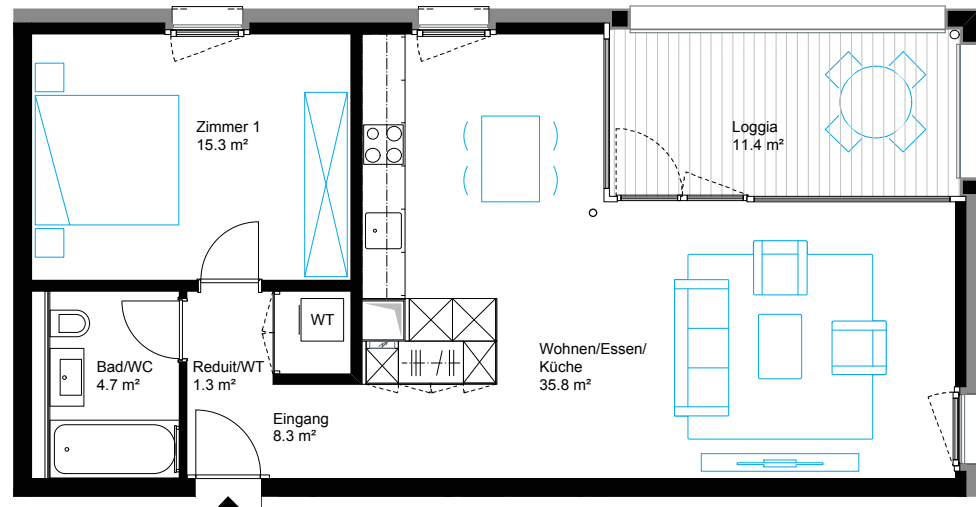 Zimmer 1
15.3 m²
Loggia
11.4 m²
WT
Bad/WC
4.7 m²
Reduit/WT
1.3 m²
Wohnen/Essen/
Küche
35.8 m²
Eingang
8.3 m²